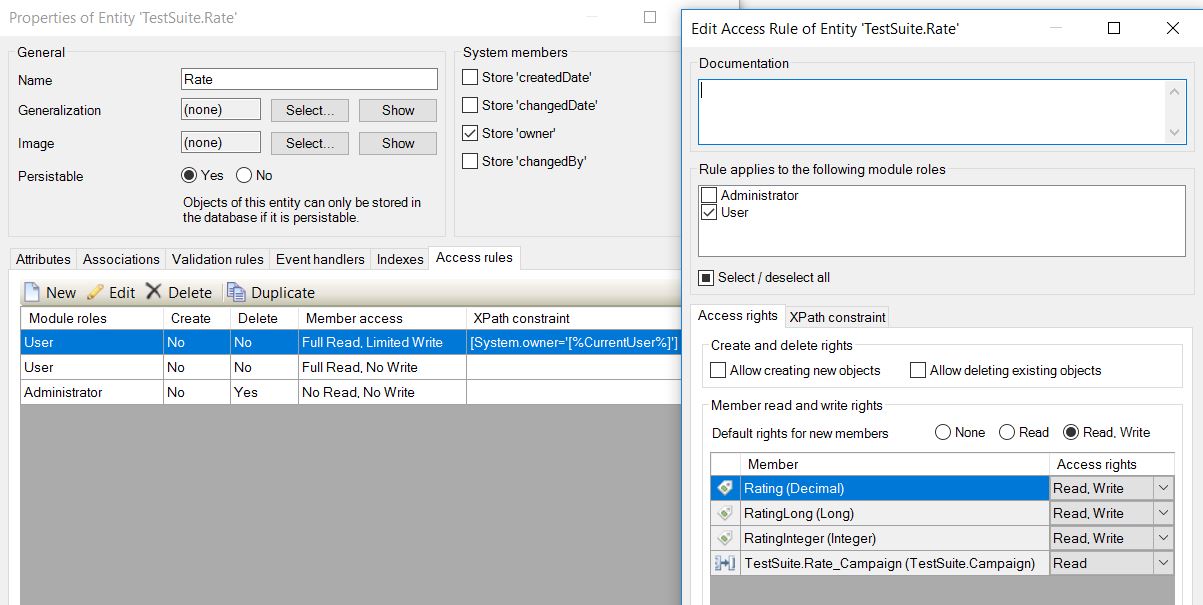 Properties of Entity 'TestSuite.Rate'
General
Name
Rate
Generalization
(none)
Select...
Show
Image
(none)
Select...
Show
Persistable
Yes
No
Objects of this entity can only be stored in
the database if it is persistable.
System members
Store 'createdDate'
Store 'changedDate'
Store 'owner'
Store 'changedBy'
Attributes
Associations
Validation rules
Event handlers
Indexes
Access rules
New
Edit
Delete
Duplicate
Module roles
Create
Delete
Member access
XPath constraint
User
No
No
Full Read, Limited Write
[System.owner='[%CurrentUser%]']
User
No
No
Full Read, No Write
Administrator
No
Yes
No Read, No Write
Edit Access Rule of Entity 'TestSuite.Rate'
Documentation
Rule applies to the following module roles
Administrator
User
Select / deselect all
Access rights
XPath constraint
Create and delete rights
Allow creating new objects
Allow deleting existing objects
Member read and write rights
Default rights for new members
None
Read
Read, Write
Member
Access rights
Rating (Decimal)
Read, Write
RatingLong (Long)
Read, Write
RatingInteger (Integer)
Read, Write
TestSuite.Rate_Campaign (TestSuite.Campaign)
Read